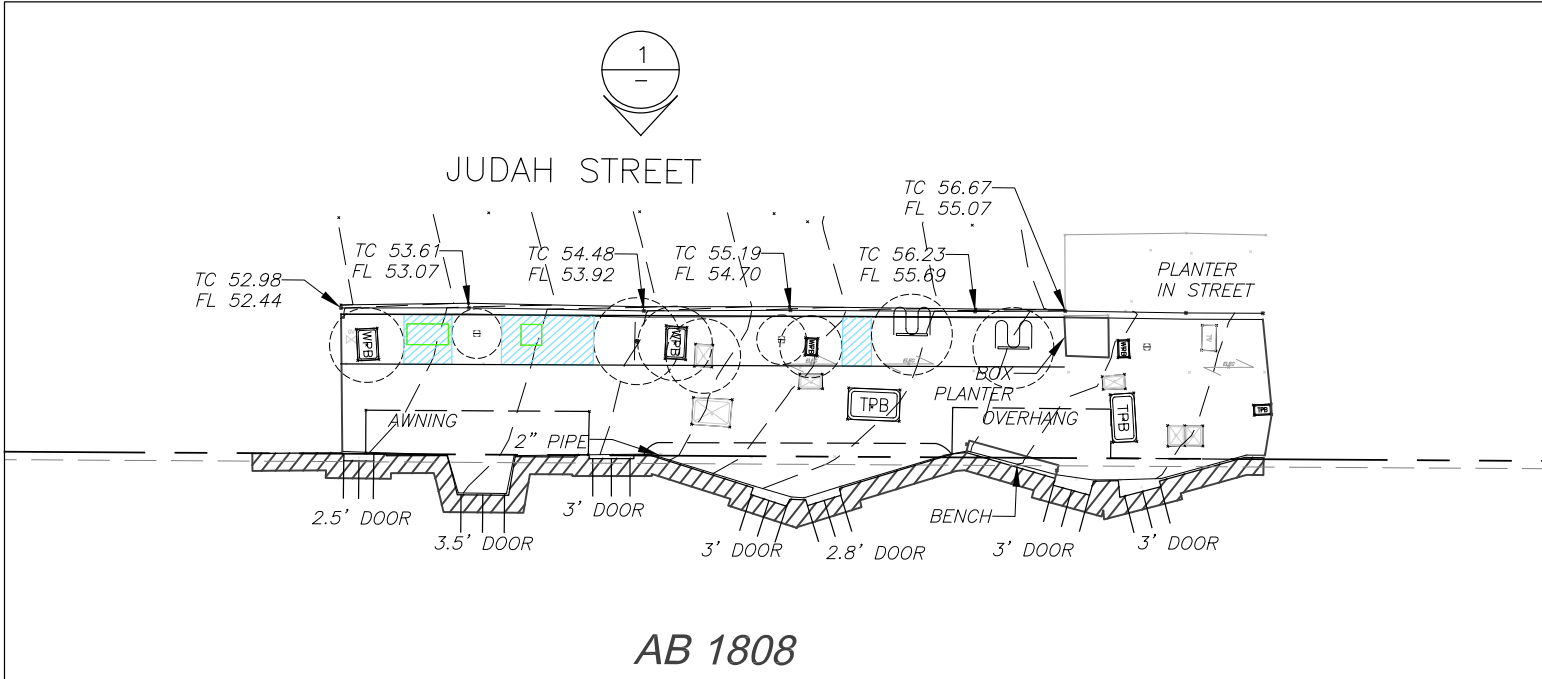 1
–
JUDAH STREET
TC 56.67
FL 55.07
TC 53.61
FL 53.07
TC 54.48
FL 53.92
TC 55.19
FL 54.70
TC 56.23
FL 55.69
TC 52.98
FL 52.44
PLANTER
IN STREET
WPB
WPB
WPB
WPB
BOX
PLANTER
TPB
TPB
TPB
AWNING
OVERHANG
2" PIPE
2.5' DOOR
3.5' DOOR
3' DOOR
3' DOOR
2.8' DOOR
BENCH
3' DOOR
3' DOOR
AB 1808